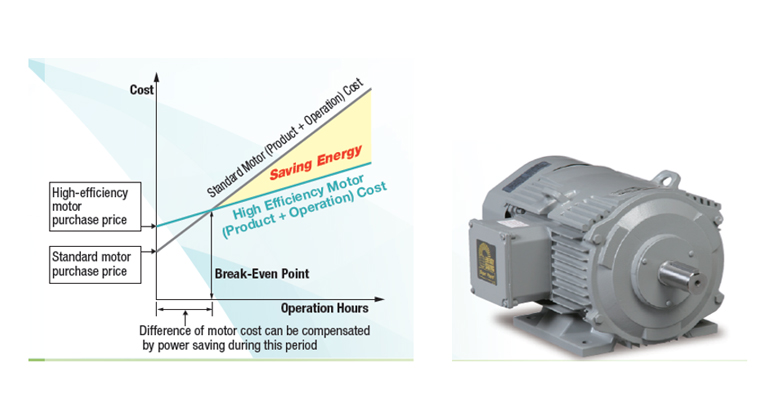 Cost
Standard Motor (Product + Operation) Cost
Saving Energy
High Efficiency Motor
(Product + Operation) Cost
High-efficiency
motor
purchase price
Standard motor
purchase price
Break-Even Point
Operation Hours
Difference of motor cost can be compensated
by power saving during this period